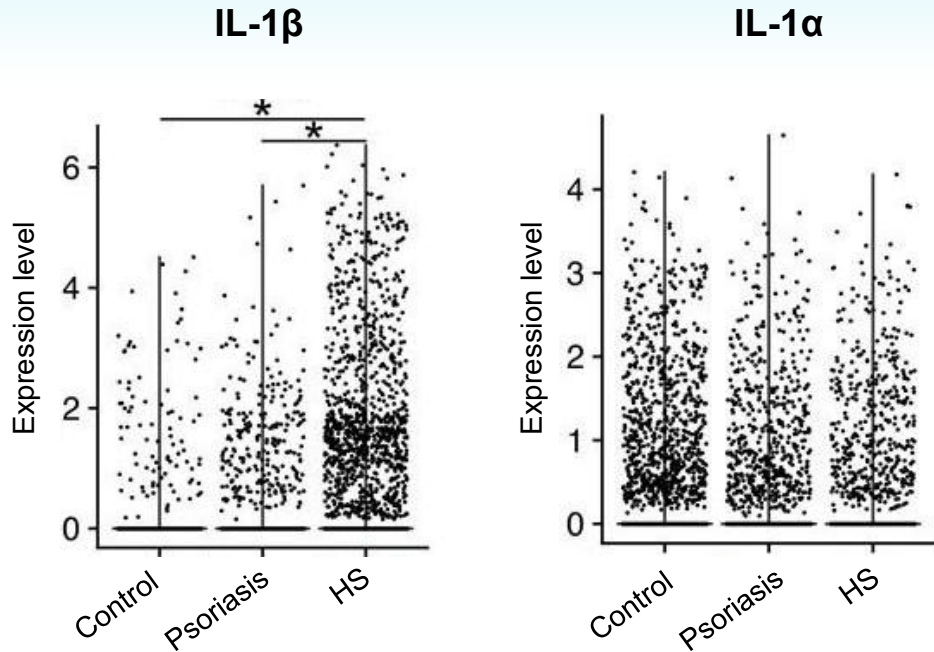 IL-1β
*
*
Expression level
6
4
2
0
Control
Psoriasis
HS
IL-1α
Expression level
4
3
2
1
0
Control
Psoriasis
HS